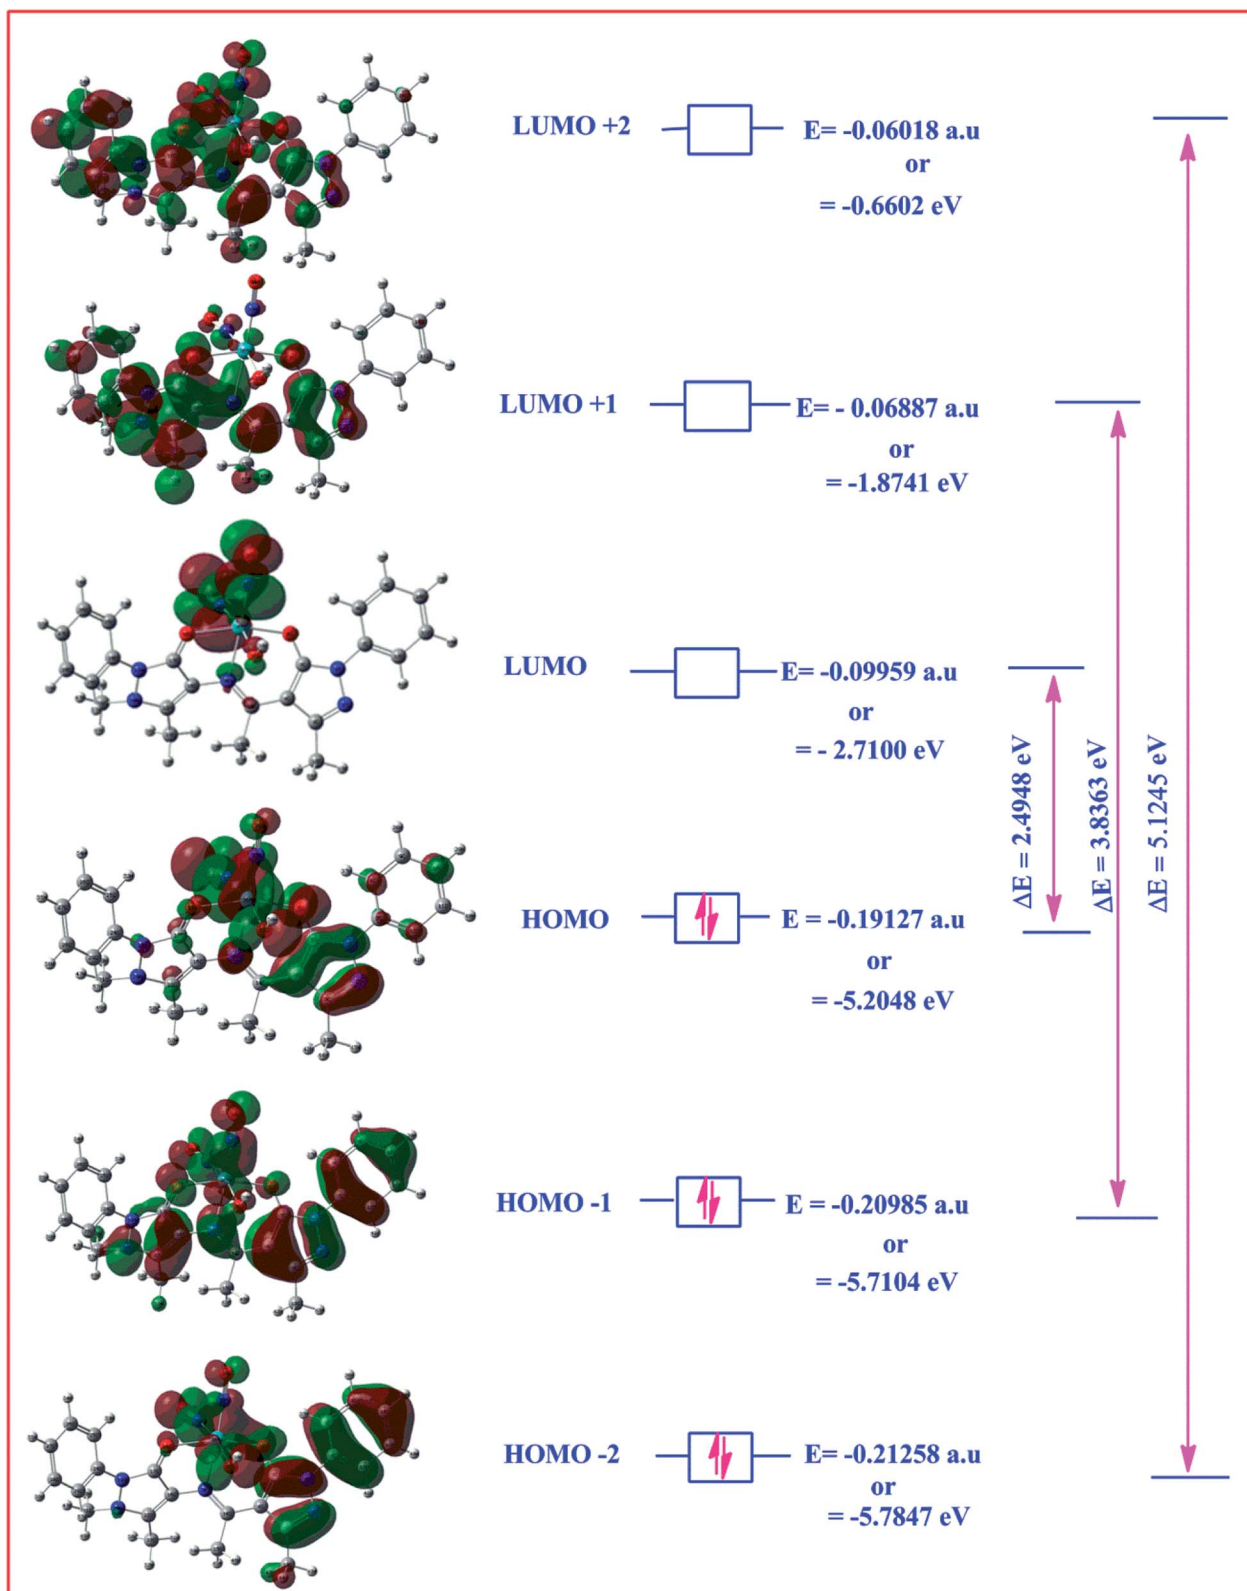 LUMO +2
E= -0.06018 a.u
or
= -0.6602 eV
LUMO +1
E= - 0.06887 a.u
or
= -1.8741 eV
LUMO
E= -0.09959 a.u
or
= - 2.7100 eV
ΔE = 2.4948 eV
ΔE = 3.8363 eV
ΔE = 5.1245 eV
HOMO
E = -0.19127 a.u
or
= -5.2048 eV
HOMO -1
E = -0.20985 a.u
or
= -5.7104 eV
HOMO -2
E= -0.21258 a.u
or
= -5.7847 eV